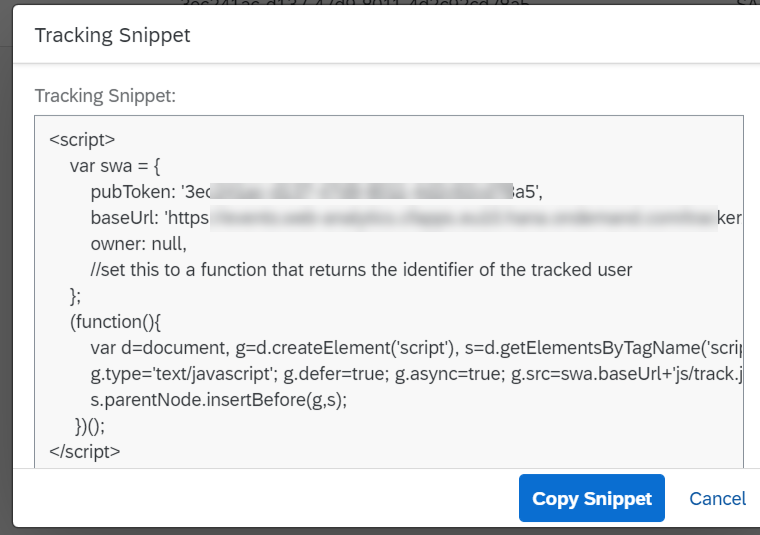 Tracking Snippet
Tracking Snippet:
<script>
var swa = {
pubToken: '3ec a5',
baseUrl: 'https ker
owner: null,
//set this to a function that returns the identifier of the tracked user
};
(function(){
var d=document, g=d.createElement('script'), s=d.getElementsByTagName('scrip
g.type='text/javascript'; g.defer=true; g.async=true; g.src=swa.baseUrl+'js/track.j
s.parentNode.insertBefore(g,s);
})();
</script>
Copy Snippet Cancel